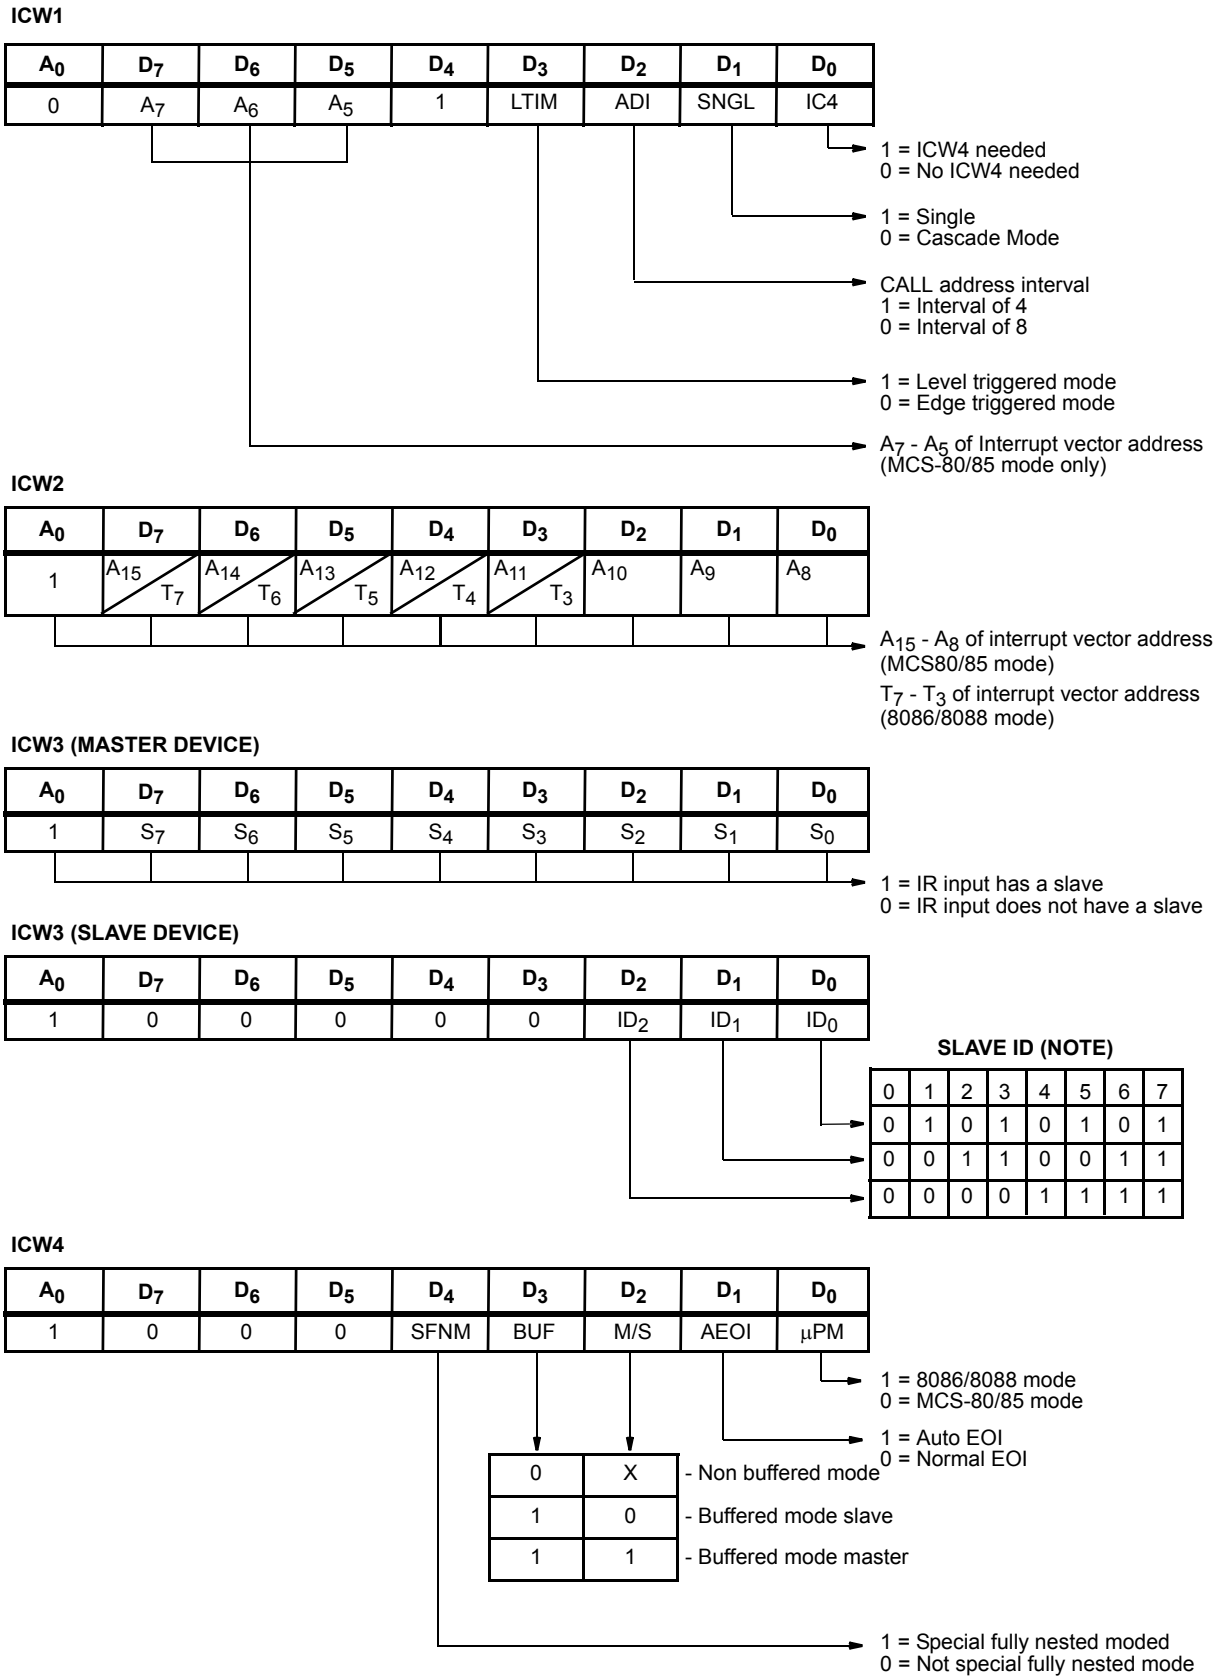 ICW1
A0 D7 D6 D5 D4 D3 D2 D1 D0
0 A7 A6 A5 1 LTIM ADI SNGL IC4
1 = ICW4 needed
0 = No ICW4 needed
1 = Single
0 = Cascade Mode
CALL address interval
1 = Interval of 4
0 = Interval of 8
1 = Level triggered mode
0 = Edge triggered mode
A7 - A5 of Interrupt vector address
(MCS-80/85 mode only)
ICW2
A0 D7 D6 D5 D4 D3 D2 D1 D0
1 A15 T7 A14 T6 A13 T5 A12 T4 A11 T3 A10 A9 A8
A15 - A8 of interrupt vector address
(MCS80/85 mode)
T7 - T3 of interrupt vector address
(8086/8088 mode)
ICW3 (MASTER DEVICE)
A0 D7 D6 D5 D4 D3 D2 D1 D0
1 S7 S6 S5 S4 S3 S2 S1 S0
1 = IR input has a slave
0 = IR input does not have a slave
ICW3 (SLAVE DEVICE)
A0 D7 D6 D5 D4 D3 D2 D1 D0
1 0 0 0 0 0 ID2 ID1 ID0
SLAVE ID (NOTE)
0 1 2 3 4 5 6 7
0 1 0 1 0 1 0 1
0 0 1 1 0 0 1 1
0 0 0 0 1 1 1 1
ICW4
A0 D7 D6 D5 D4 D3 D2 D1 D0
1 0 0 0 SFNM BUF M/S AEOI μPM
1 = 8086/8088 mode
0 = MCS-80/85 mode
1 = Auto EOI
0 = Normal EOI
0 X - Non buffered mode
1 0 - Buffered mode slave
1 1 - Buffered mode master
1 = Special fully nested moded
0 = Not special fully nested mode